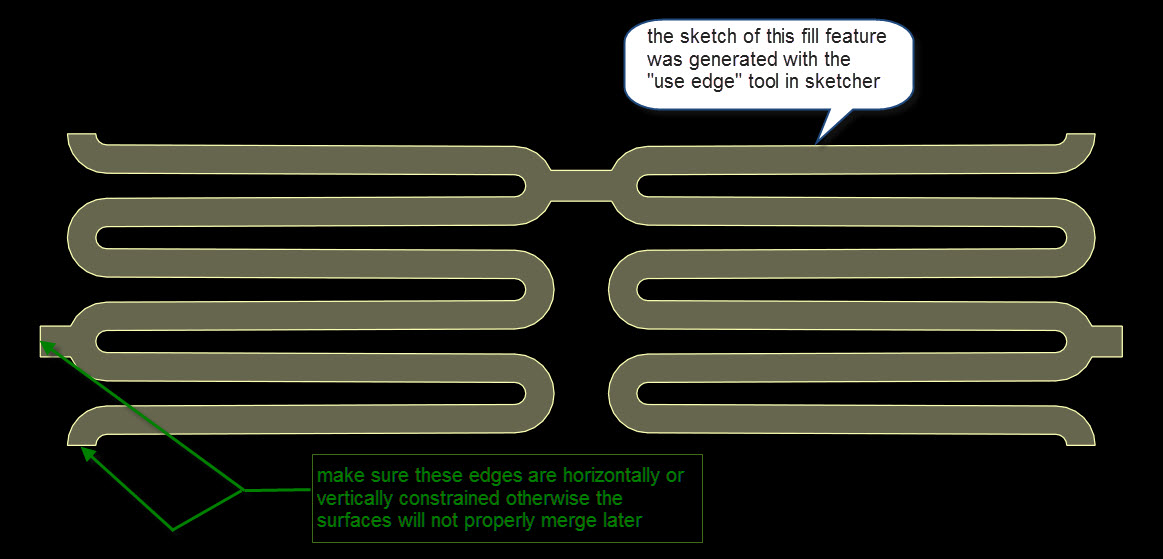 the sketch of this fill feature
was generated with the
"use edge" tool in sketcher
make sure these edges are horizontally or
vertically constrained otherwise the
surfaces will not properly merge later